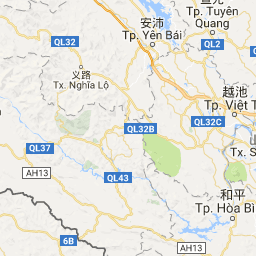 安沛
Tp. Yên Bái
Tp. Tuyên
Quang
QL32
QL2
义路
Tx. Nghĩa Lộ
越池
Tp. Việt T
QL32B
QL32C
QL37
Tx. S
AH13
QL43
和平
Tp. Hòa Bì
6B
AH13